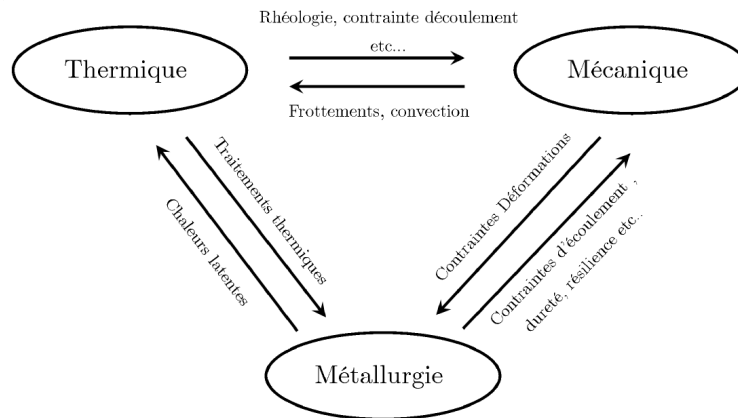 Rhéologie, contrainte découlement
etc...
Thermique
Mécanique
Frottements, convection
Traitements thermiques
Chaleurs latentes
Contraintes Déformations
Contraintes d'écoulement ,
dureté, résilience etc...
Métallurgie